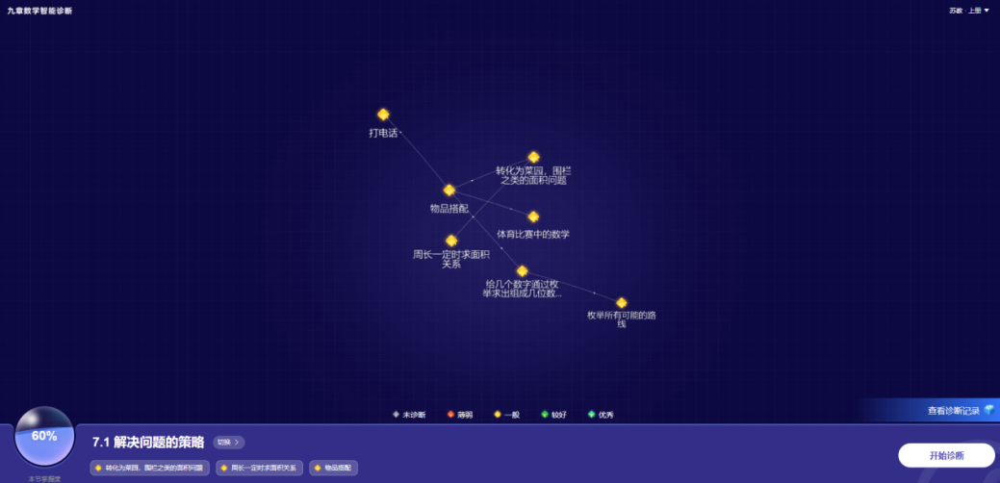 九章数学智能诊断
苏教 · 上册
打电话
转化为菜园，围栏
之类的面积问题
物品搭配
体育比赛中的数学
周长一定时求面积
关系
给几个数字通过枚
举求出组成几位数...
枚举所有可能的路
线
未诊断 薄弱 一般 较好 优秀
查看诊断记录
60%
7.1 解决问题的策略 切换 >
转化为菜园，围栏之类的面积问题 周长一定时求面积关系 物品搭配
开始诊断
本节掌握度